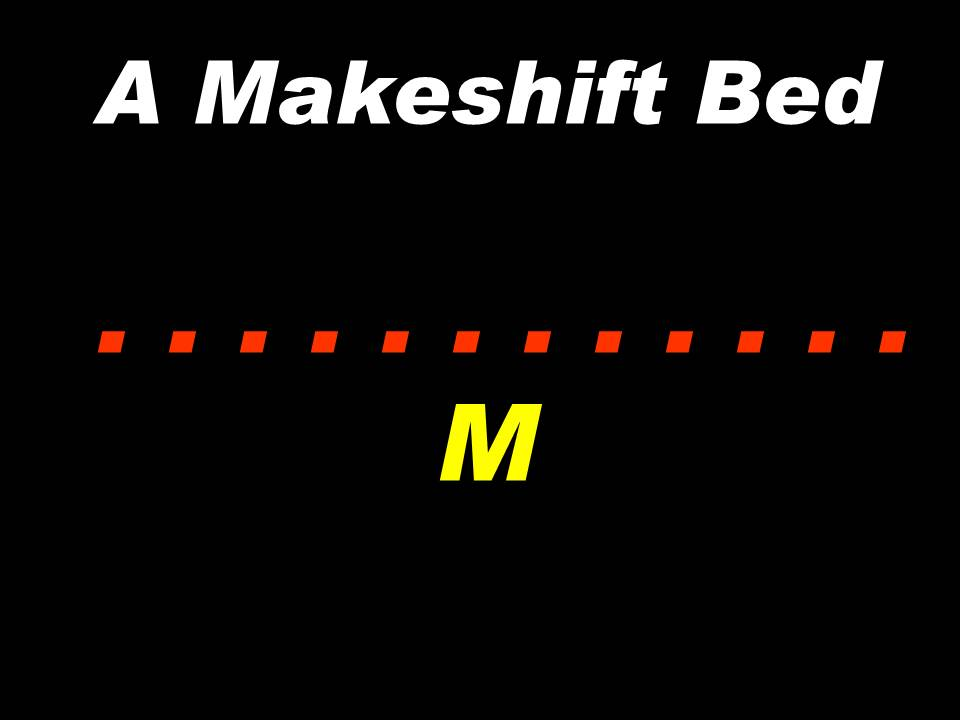 A Makeshift Bed
. . . . . . . . . . . .
M